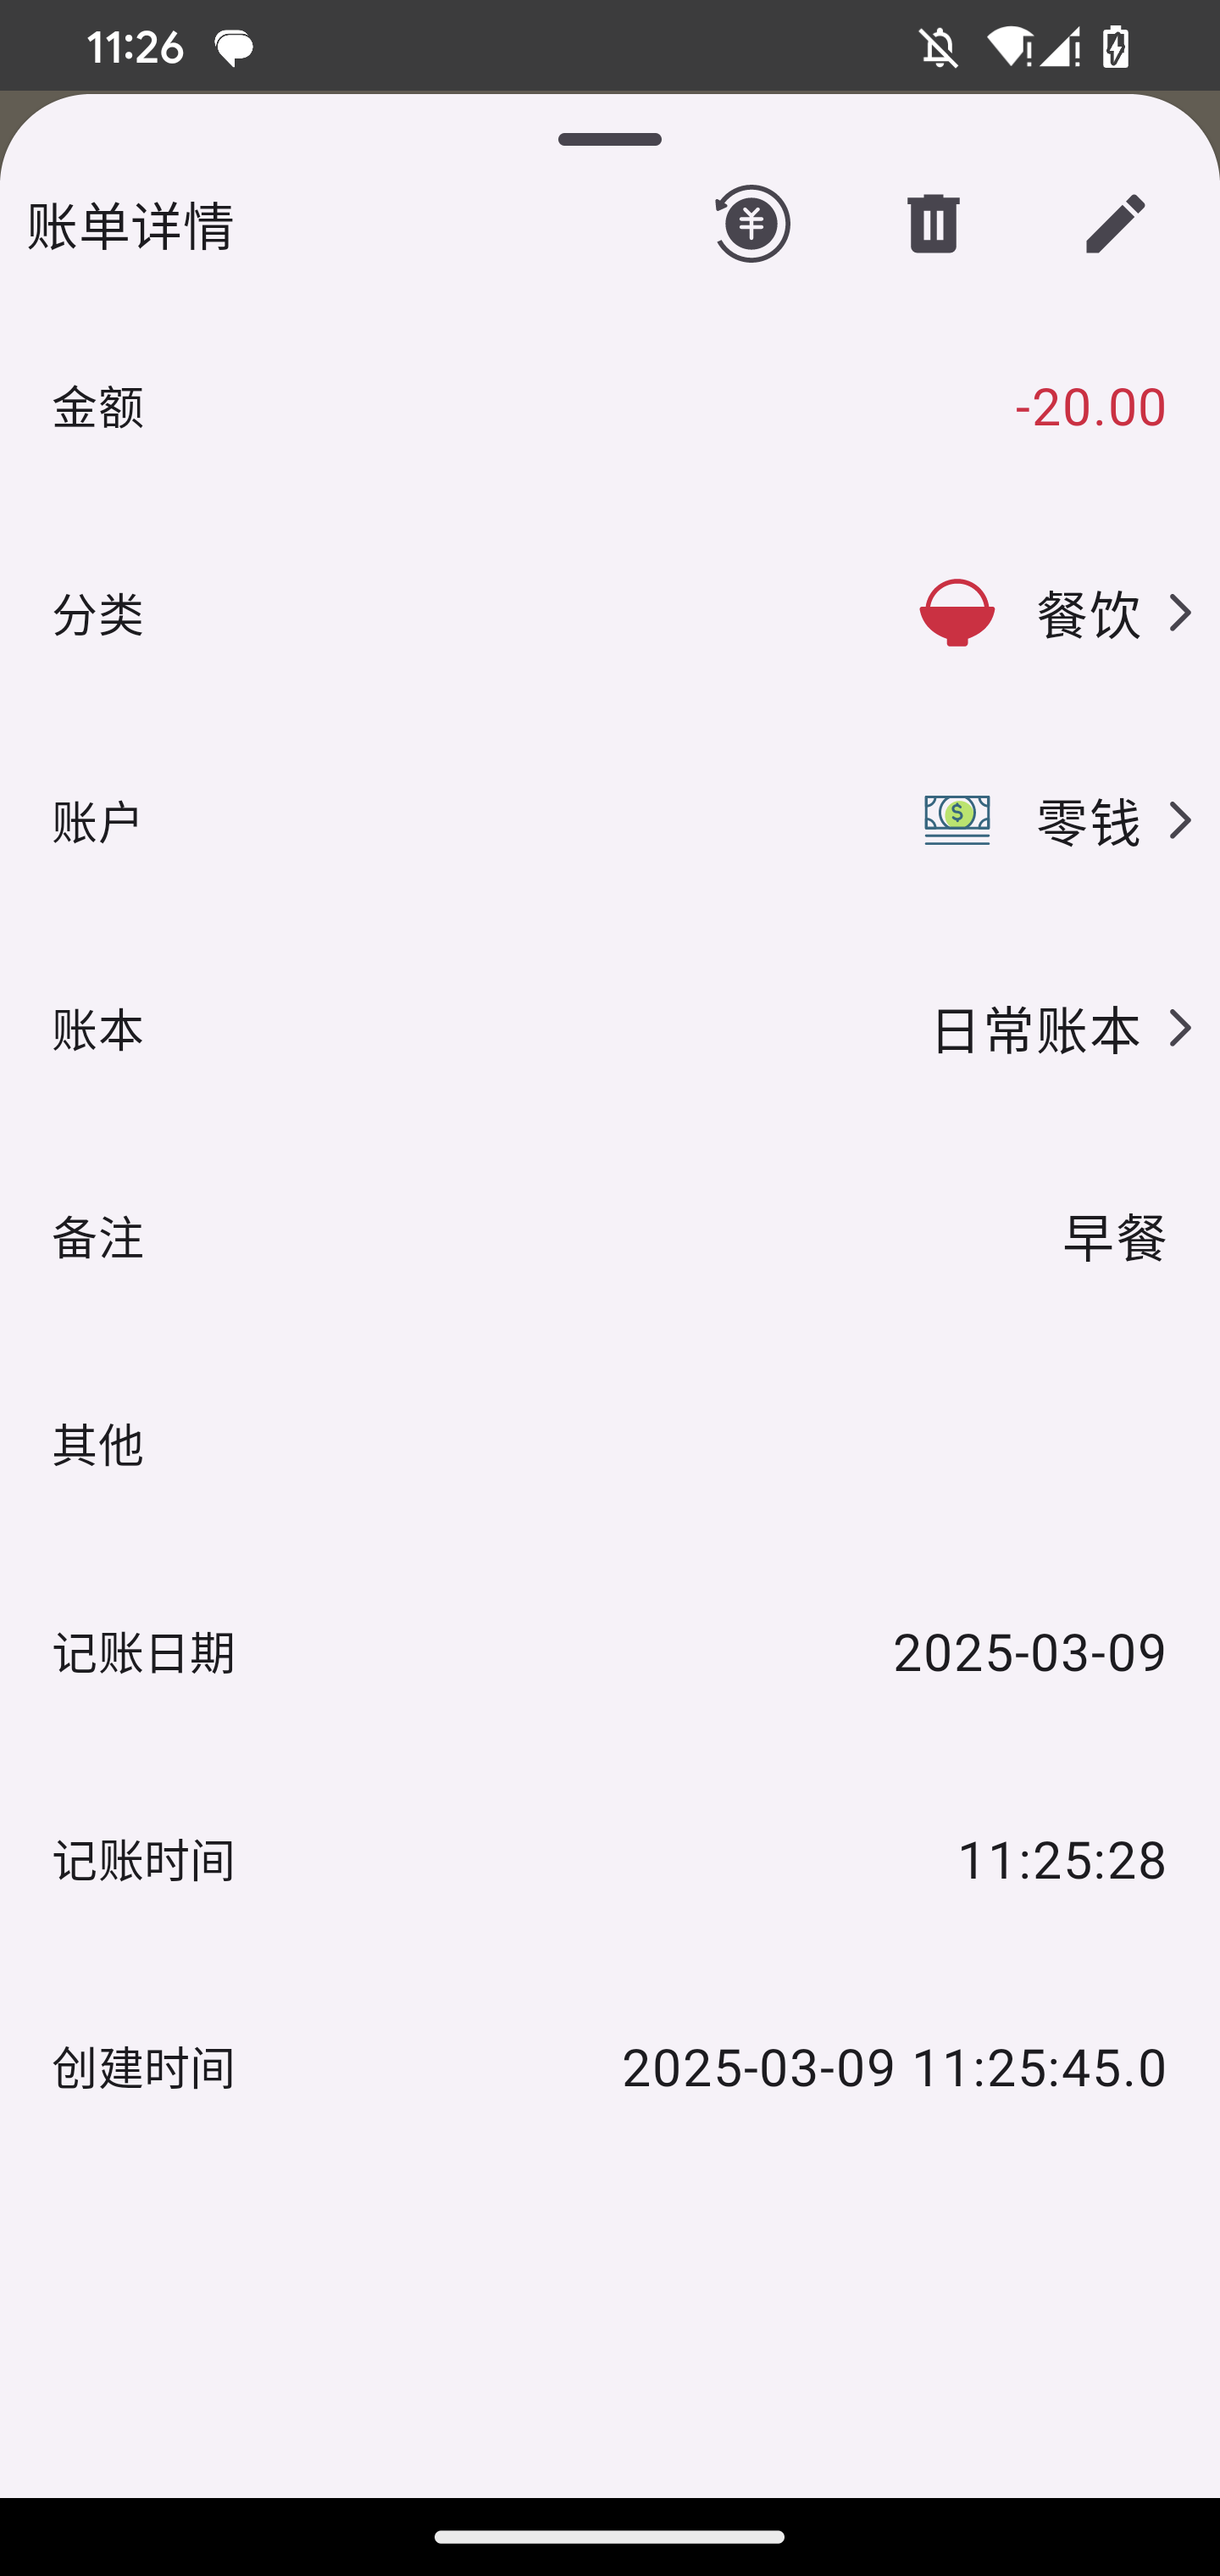 11:26
账单详情
金额 -20.00
分类 餐饮
账户 零钱
账本 日常账本
备注 早餐
其他
记账日期 2025-03-09
记账时间 11:25:28
创建时间 2025-03-09 11:25:45.0